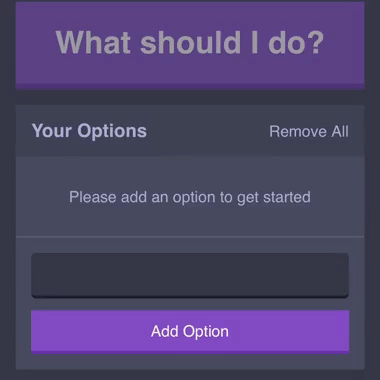 What should I do?
Your Options
Remove All
Please add an option to get started
Add Option